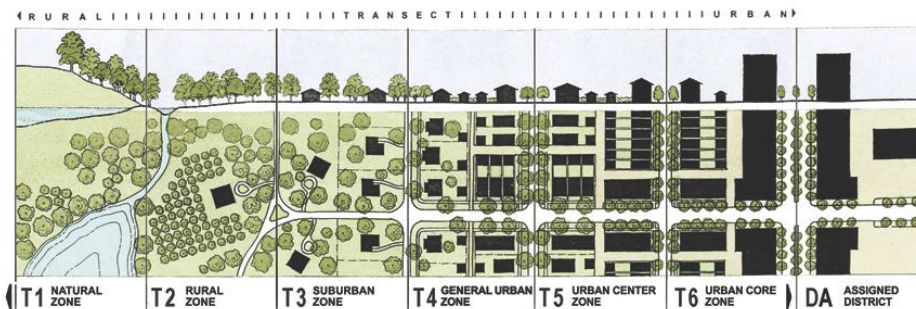 RURAL TRANSECT URBAN
T1 NATURAL
ZONE
T2 RURAL
ZONE
T3 SUBURBAN
ZONE
T4 GENERAL URBAN
ZONE
T5 URBAN CENTER
ZONE
T6 URBAN CORE
ZONE
DA ASSIGNED
DISTRICT